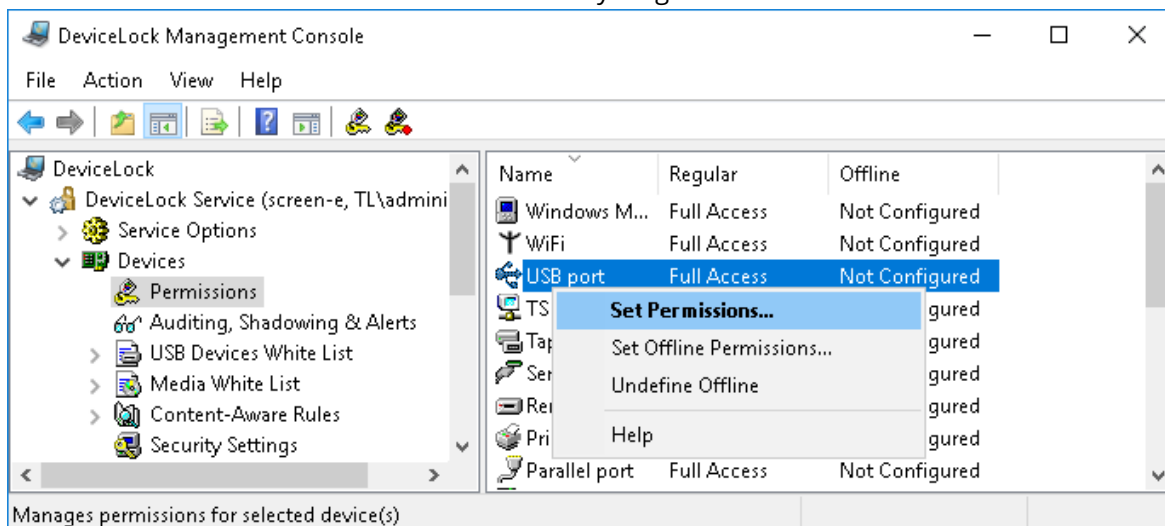 DeviceLock Management Console
File Action View Help
DeviceLock
DeviceLock Service (screen-e, TL\admini
Service Options
Devices
Permissions
Auditing, Shadowing & Alerts
USB Devices White List
Media White List
Content-Aware Rules
Security Settings
Name Regular Offline
Windows M... Full Access Not Configured
WiFi Full Access Not Configured
USB port Full Access Not Configured
TS gured
Set Permissions...
Tap gured
Set Offline Permissions...
Ser gured
Undefine Offline
Rer gured
Pri gured
Help
Parallel port Full Access Not Configured
Manages permissions for selected device(s)